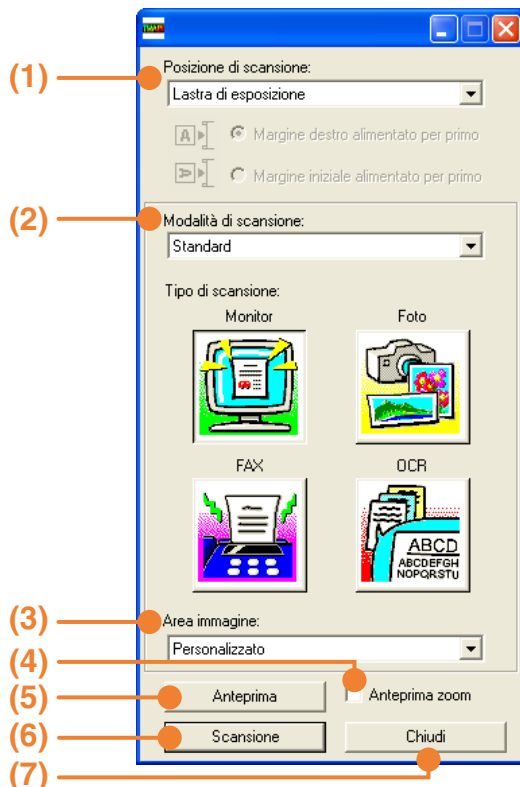 TWAIN
(1)
Posizione di scansione:
Lastra di esposizione
A
Margine destro alimentato per primo
A
Margine iniziale alimentato per primo
(2)
Modalità di scansione:
Standard
Tipo di scansione:
Monitor Foto
FAX OCR
ABCD
ABCDEFGH
NOPQRSTU
(3)
Area immagine:
Personalizzato
(4)
Anteprima zoom
(5)
Anteprima
(6)
Scansione
Chiudi
(7)